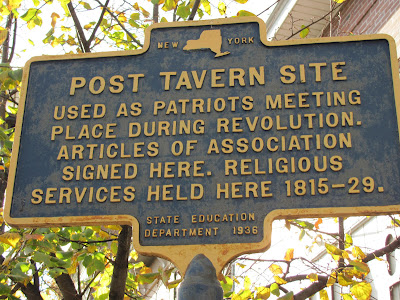 NEW YORK
POST TAVERN SITE
USED AS PATRIOTS MEETING
PLACE DURING REVOLUTION.
ARTICLES OF ASSOCIATION
SIGNED HERE. RELIGIOUS
SERVICES HELD HERE 1815-29.
STATE EDUCATION
DEPARTMENT 1936